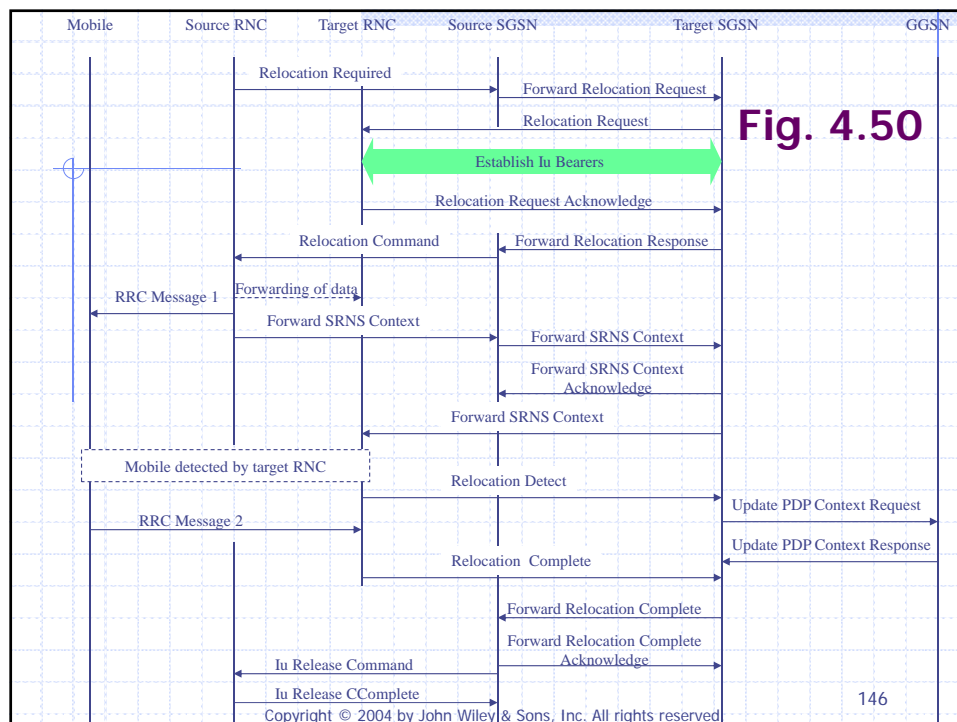 Mobile Source RNC Target RNC Source SGSN Target SGSN GGSN
Relocation Required
Forward Relocation Request
Relocation Request
Fig. 4.50
Establish Iu Bearers
Relocation Request Acknowledge
Relocation Command
Forward Relocation Response
Forwarding of data
RRC Message 1
Forward SRNS Context
Forward SRNS Context
Forward SRNS Context
Acknowledge
Forward SRNS Context
Mobile detected by target RNC
Relocation Detect
Update PDP Context Request
RRC Message 2
Update PDP Context Response
Relocation Complete
Forward Relocation Complete
Forward Relocation Complete
Acknowledge
Iu Release Command
Iu Release CComplete
146
Copyright © 2004 by John Wiley & Sons, Inc. All rights reserved